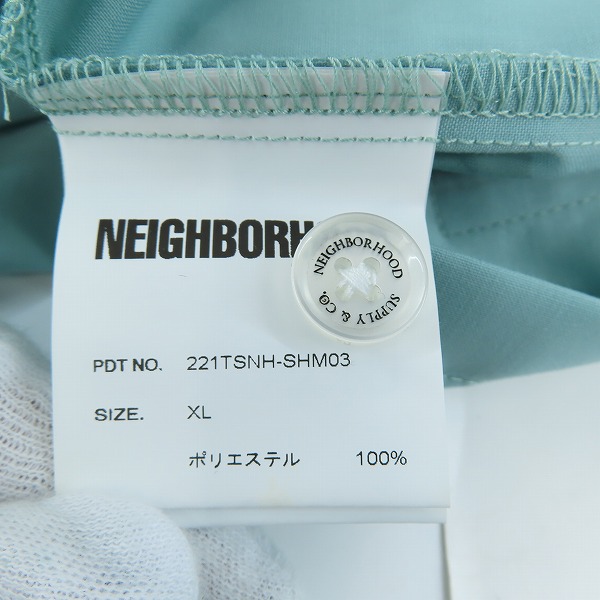 NEIGHBORH
NEIGHBORHOOD SUPPLY & CO.
PDT NO. 221TSNH-SHM03
SIZE. XL
ポリエステル 100%